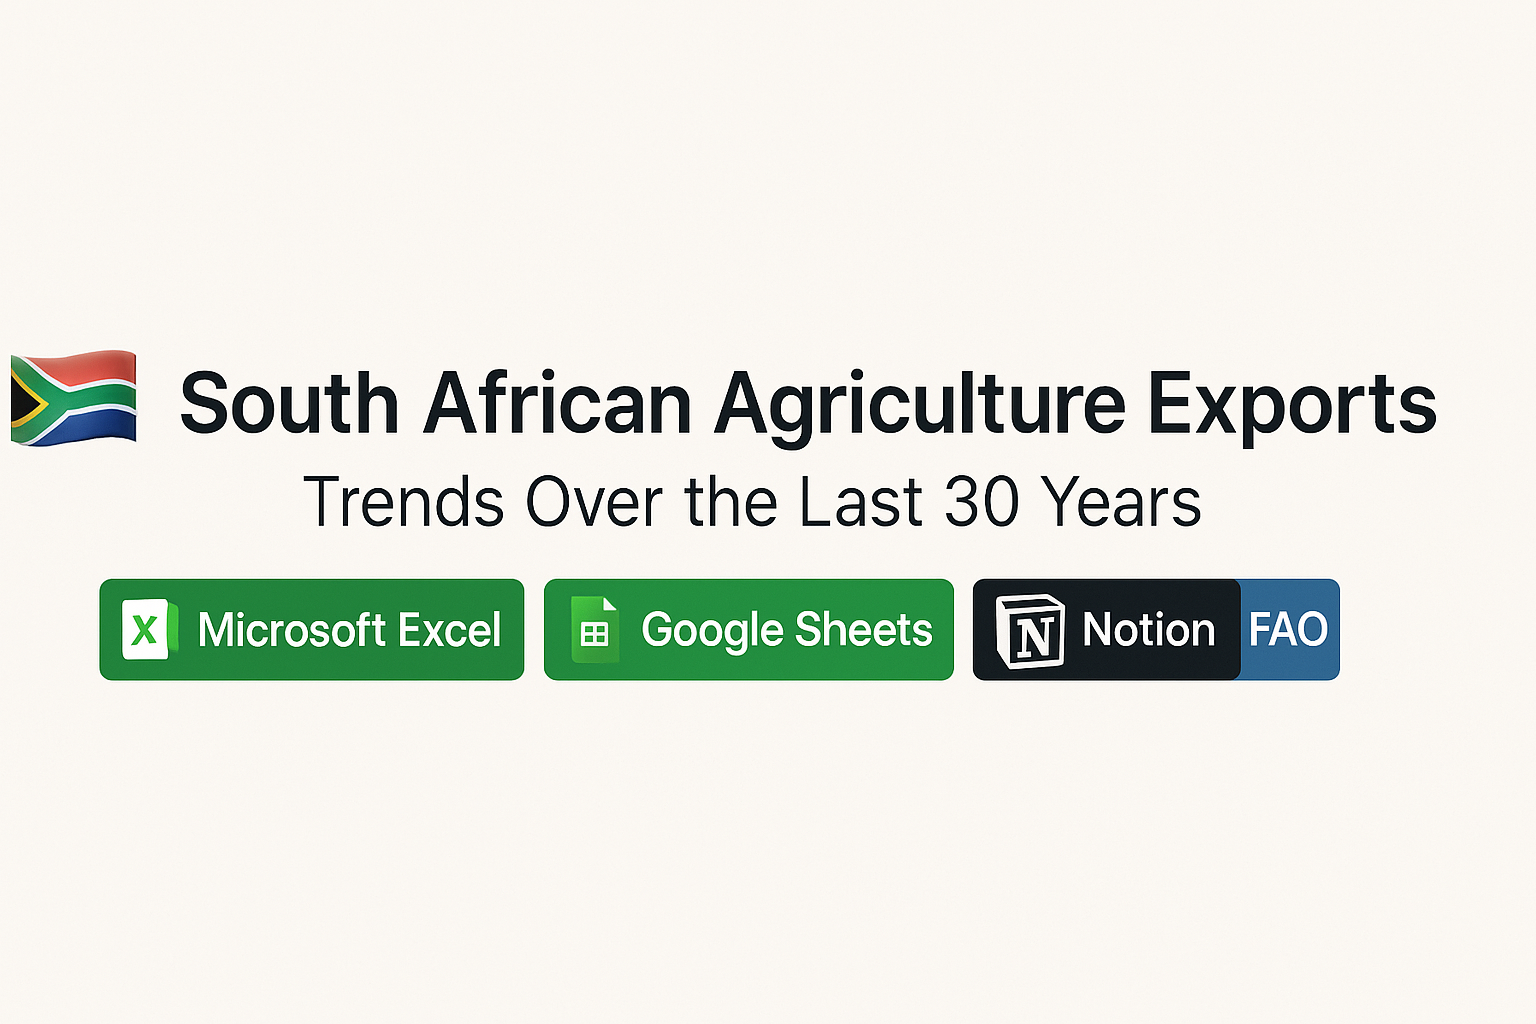 South African Agriculture Exports
Trends Over the Last 30 Years
X Microsoft Excel Google Sheets N Notion FAO